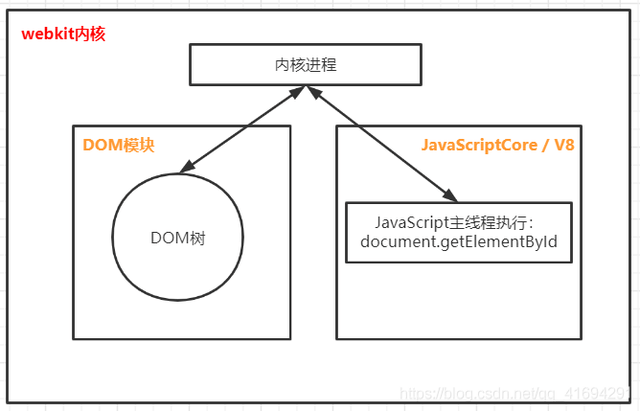 webkit内核
内核进程
DOM模块
JavaScriptCore / V8
DOM树
JavaScript主线程执行：
document.getElementById
https://blog.csdn.net/qq_41694291